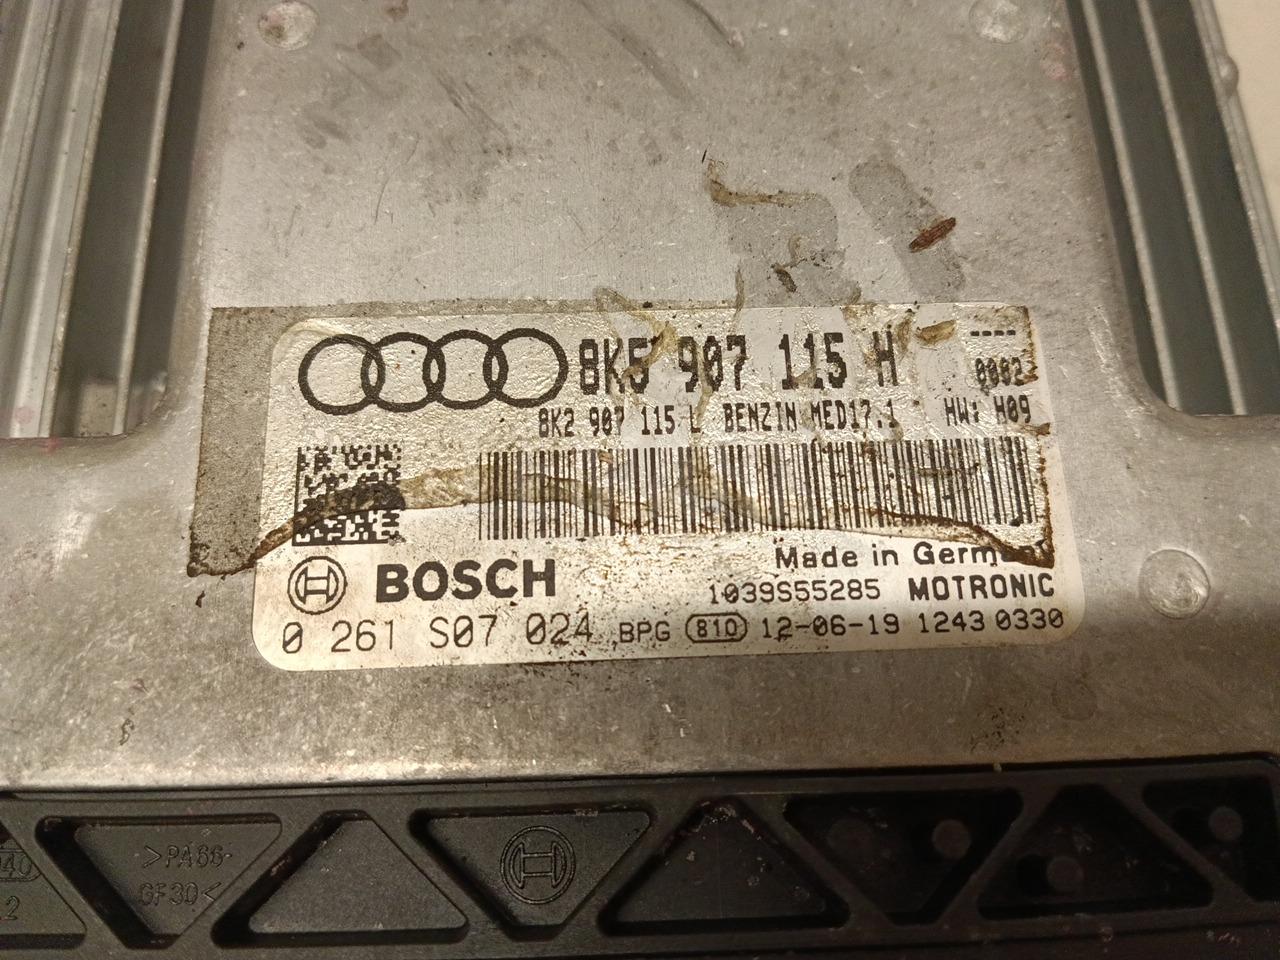 8K5 907 115 H ----
0002
8K2 907 115 L BENZIN MED17.1 HW: H09
Made in Germany
BOSCH 1039S55285 MOTRONIC
0 261 S07 024 BPG 810 12-06-19 1243 0330
>PA66-
GF30<